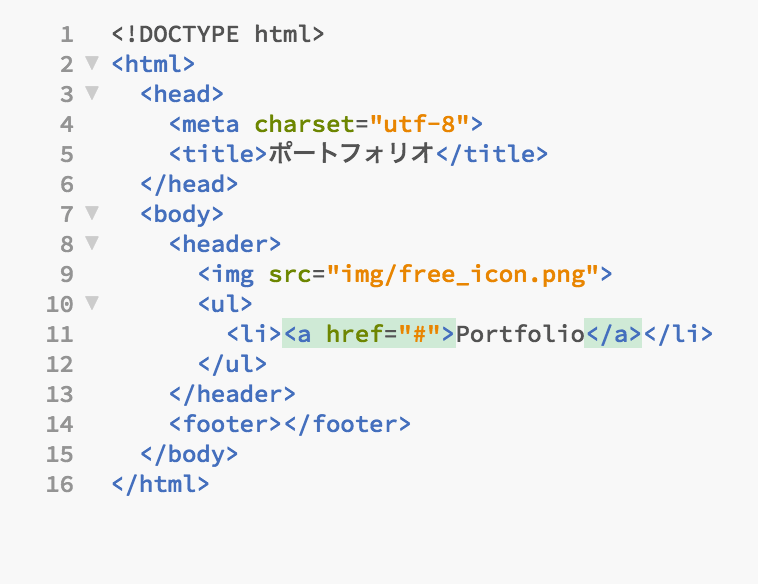 1 <!DOCTYPE html>
2 ▼ <html>
3 ▼   <head>
4     <meta charset="utf-8">
5     <title>ポートフォリオ</title>
6   </head>
7 ▼   <body>
8 ▼     <header>
9       <img src="img/free_icon.png">
10 ▼       <ul>
11         <li><a href="#">Portfolio</a></li>
12       </ul>
13     </header>
14     <footer></footer>
15   </body>
16 </html>